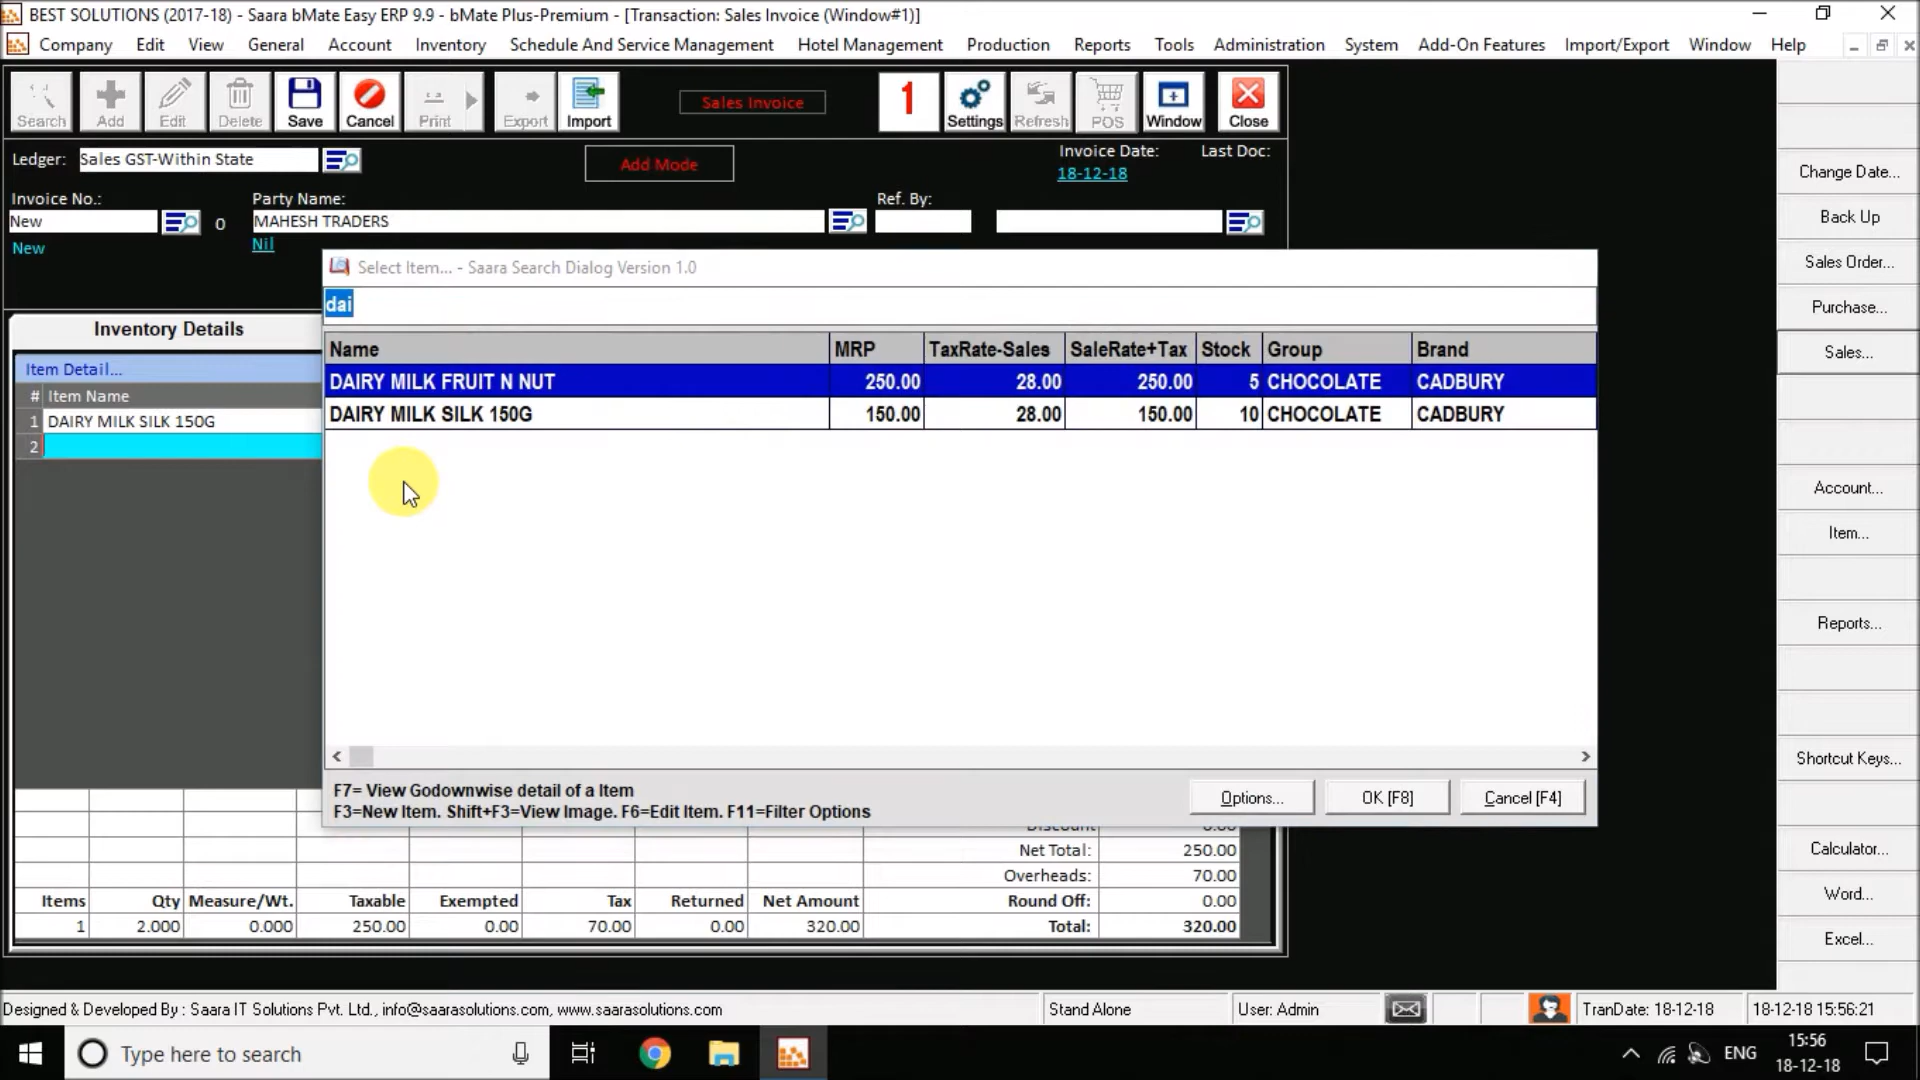 BEST SOLUTIONS (2017-18) - Saara bMate Easy ERP 9.9 - bMate Plus-Premium - [Transaction: Sales Invoice (Window#1)]
Company Edit View General Account Inventory Schedule And Service Management Hotel Management Production Reports Tools Administration System Add-On Features Import/Export Window Help
Search Add Edit Delete Save Cancel Print Export Import Sales Invoice 1 Settings Refresh POS Window Close
Ledger: Sales GST-Within State Add Mode Invoice Date: Last Doc:
18-12-18
Invoice No.: Party Name: Ref. By:
New 0 MAHESH TRADERS
New Nil
Select Item... - Saara Search Dialog Version 1.0
dai
Name MRP TaxRate-Sales SaleRate+Tax Stock Group Brand
DAIRY MILK FRUIT N NUT 250.00 28.00 250.00 5 CHOCOLATE CADBURY
DAIRY MILK SILK 150G 150.00 28.00 150.00 10 CHOCOLATE CADBURY
F7= View Godownwise detail of a Item
F3=New Item. Shift+F3=View Image. F6=Edit Item. F11=Filter Options
Options... OK [F8] Cancel [F4]
Inventory Details
Item Detail...
# Item Name
1 DAIRY MILK SILK 150G
2
Net Total: 250.00
Overheads: 70.00
Items Qty Measure/Wt. Taxable Exempted Tax Returned Net Amount Round Off: 0.00
1 2.000 0.000 250.00 0.00 70.00 0.00 320.00 Total: 320.00
Change Date...
Back Up
Sales Order...
Purchase...
Sales...
Account...
Item...
Reports...
Shortcut Keys...
Calculator...
Word...
Excel...
Designed & Developed By : Saara IT Solutions Pvt. Ltd., info@saarasolutions.com, www.saarasolutions.com Stand Alone User: Admin TranDate: 18-12-18 18-12-18 15:56:21
Type here to search ENG 15:56
18-12-18